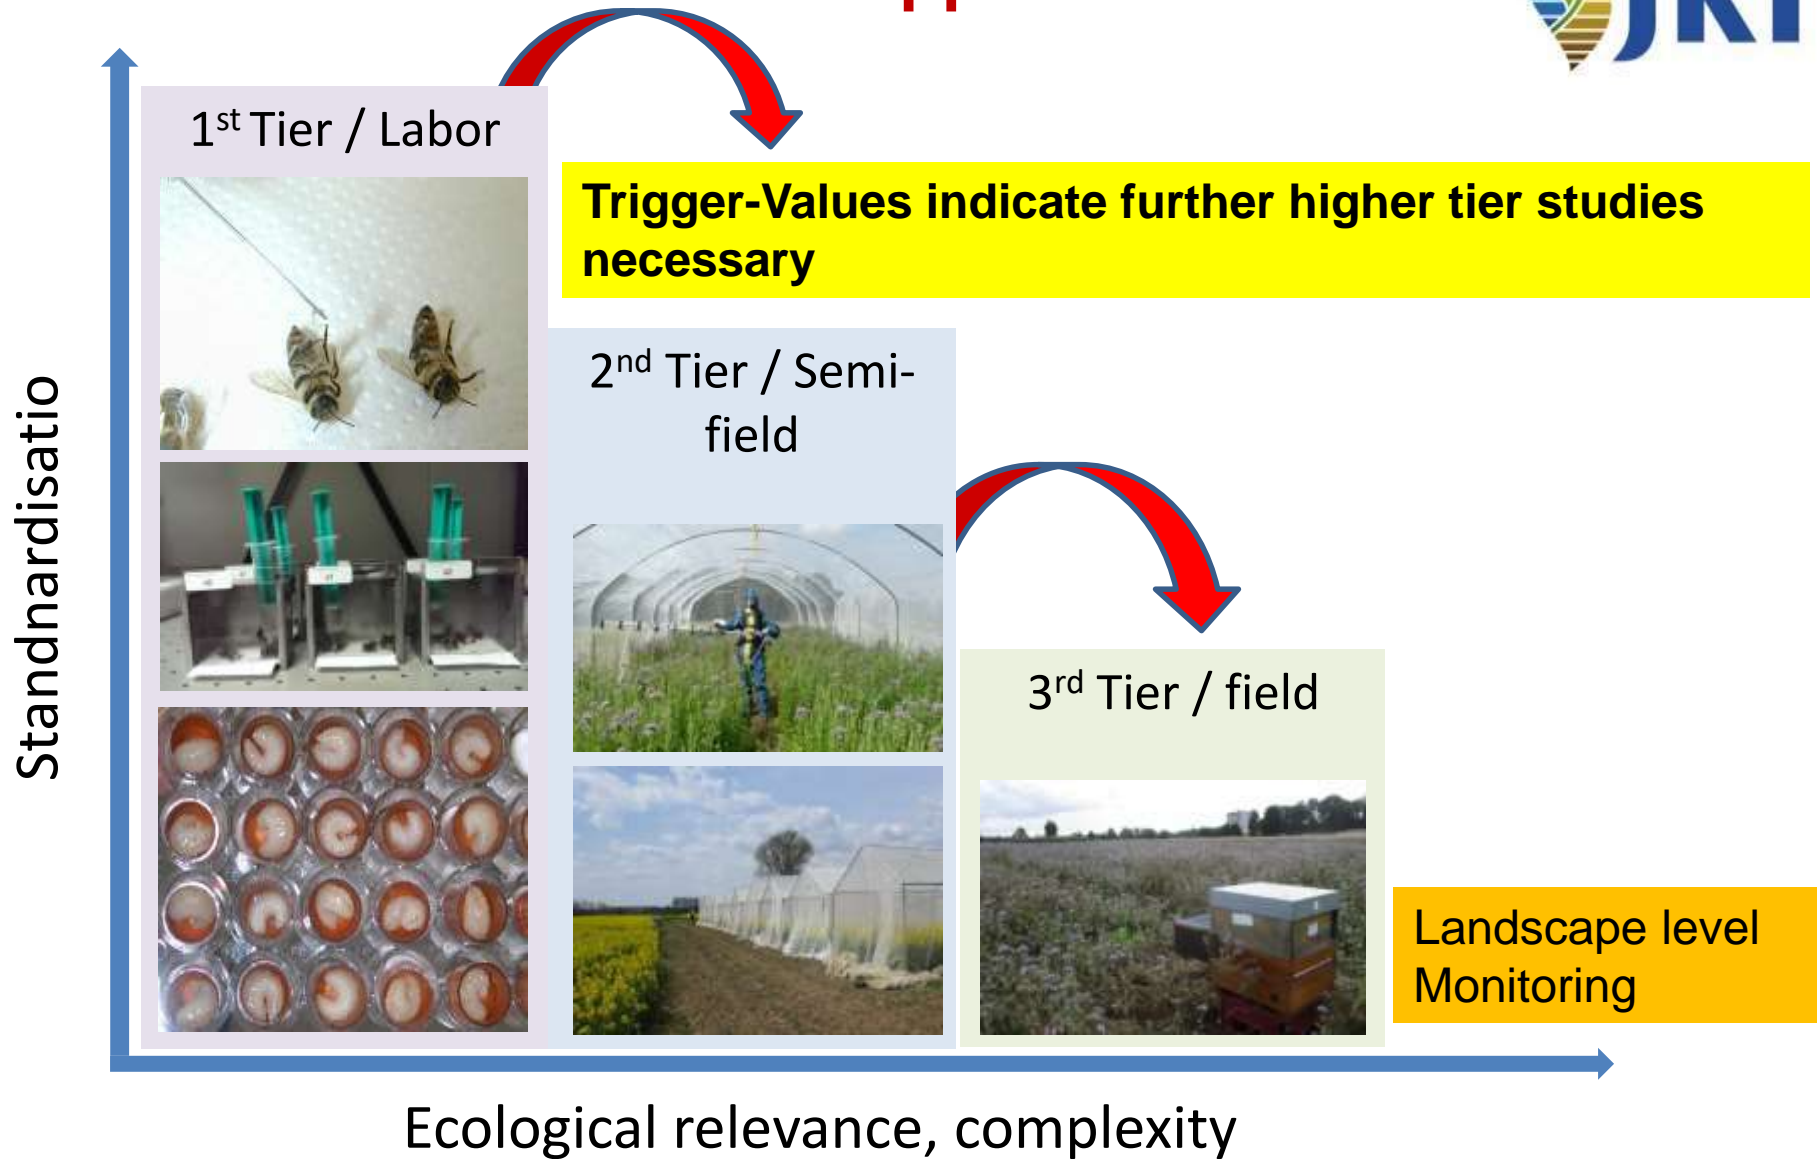 JKI
1st Tier / Labor
Trigger-Values indicate further higher tier studies
necessary
2nd Tier / Semi-
field
3rd Tier / field
Landscape level
Monitoring
Standnardisatio
Ecological relevance, complexity